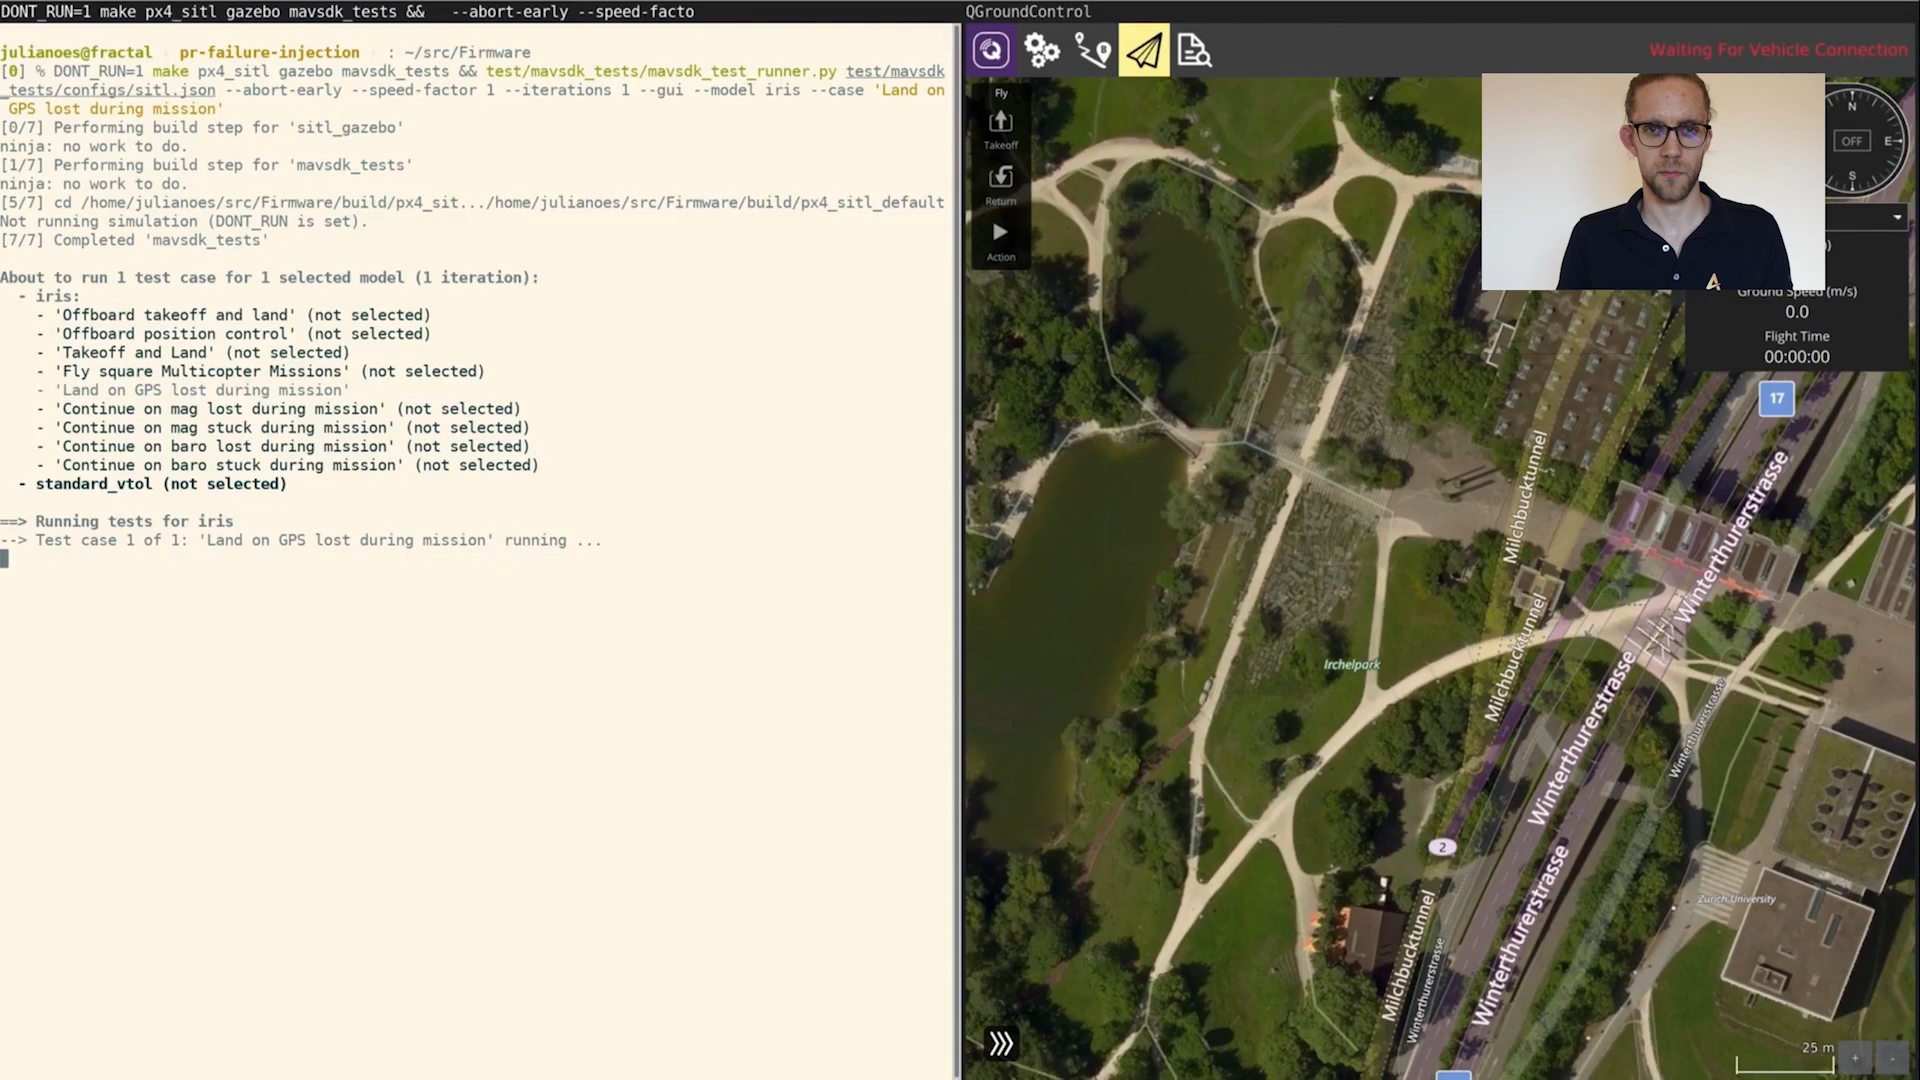 DONT_RUN=1 make px4_sitl gazebo mavsdk_tests &&   --abort-early --speed-facto
julianoes@fractal   pr-failure-injection   : ~/src/Firmware
[0] % DONT_RUN=1 make px4_sitl gazebo mavsdk_tests && test/mavsdk_tests/mavsdk_test_runner.py test/mavsdk
_tests/configs/sitl.json --abort-early --speed-factor 1 --iterations 1 --gui --model iris --case 'Land on
GPS lost during mission'
[0/7] Performing build step for 'sitl_gazebo'
ninja: no work to do.
[1/7] Performing build step for 'mavsdk_tests'
ninja: no work to do.
[5/7] cd /home/julianoes/src/Firmware/build/px4_sit.../home/julianoes/src/Firmware/build/px4_sitl_default
Not running simulation (DONT_RUN is set).
[7/7] Completed 'mavsdk_tests'
About to run 1 test case for 1 selected model (1 iteration):
- iris:
- 'Offboard takeoff and land' (not selected)
- 'Offboard position control' (not selected)
- 'Takeoff and Land' (not selected)
- 'Fly square Multicopter Missions' (not selected)
- 'Land on GPS lost during mission'
- 'Continue on mag lost during mission' (not selected)
- 'Continue on mag stuck during mission' (not selected)
- 'Continue on baro lost during mission' (not selected)
- 'Continue on baro stuck during mission' (not selected)
- standard_vtol (not selected)
==> Running tests for iris
--> Test case 1 of 1: 'Land on GPS lost during mission' running ...
QGroundControl
Waiting For Vehicle Connection
Fly
Takeoff
Return
Action
N
OFF
E
S
Ground Speed (m/s)
0.0
Flight Time
00:00:00
17
Milchbucktunnel
Winterthurerstrasse
Milchbucktunnel
Irchelpark
Winterthurerstrasse
Winterthurerstrasse
2
Winterthurerstrasse
Zurich University
Milchbucktunnel
Winterthurerstrasse
25 m
+
-